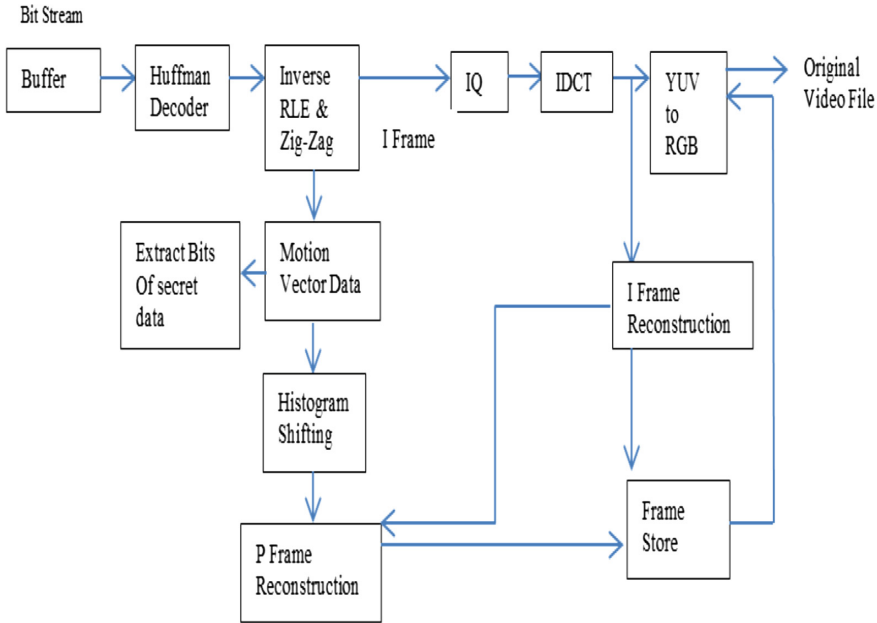 Bit Stream
Buffer
Huffman
Decoder
Inverse
RLE &
Zig-Zag
I Frame
IQ
IDCT
YUV
to
RGB
Original
Video File
Extract Bits
Of secret
data
Motion
Vector Data
I Frame
Reconstruction
Histogram
Shifting
P Frame
Reconstruction
Frame
Store